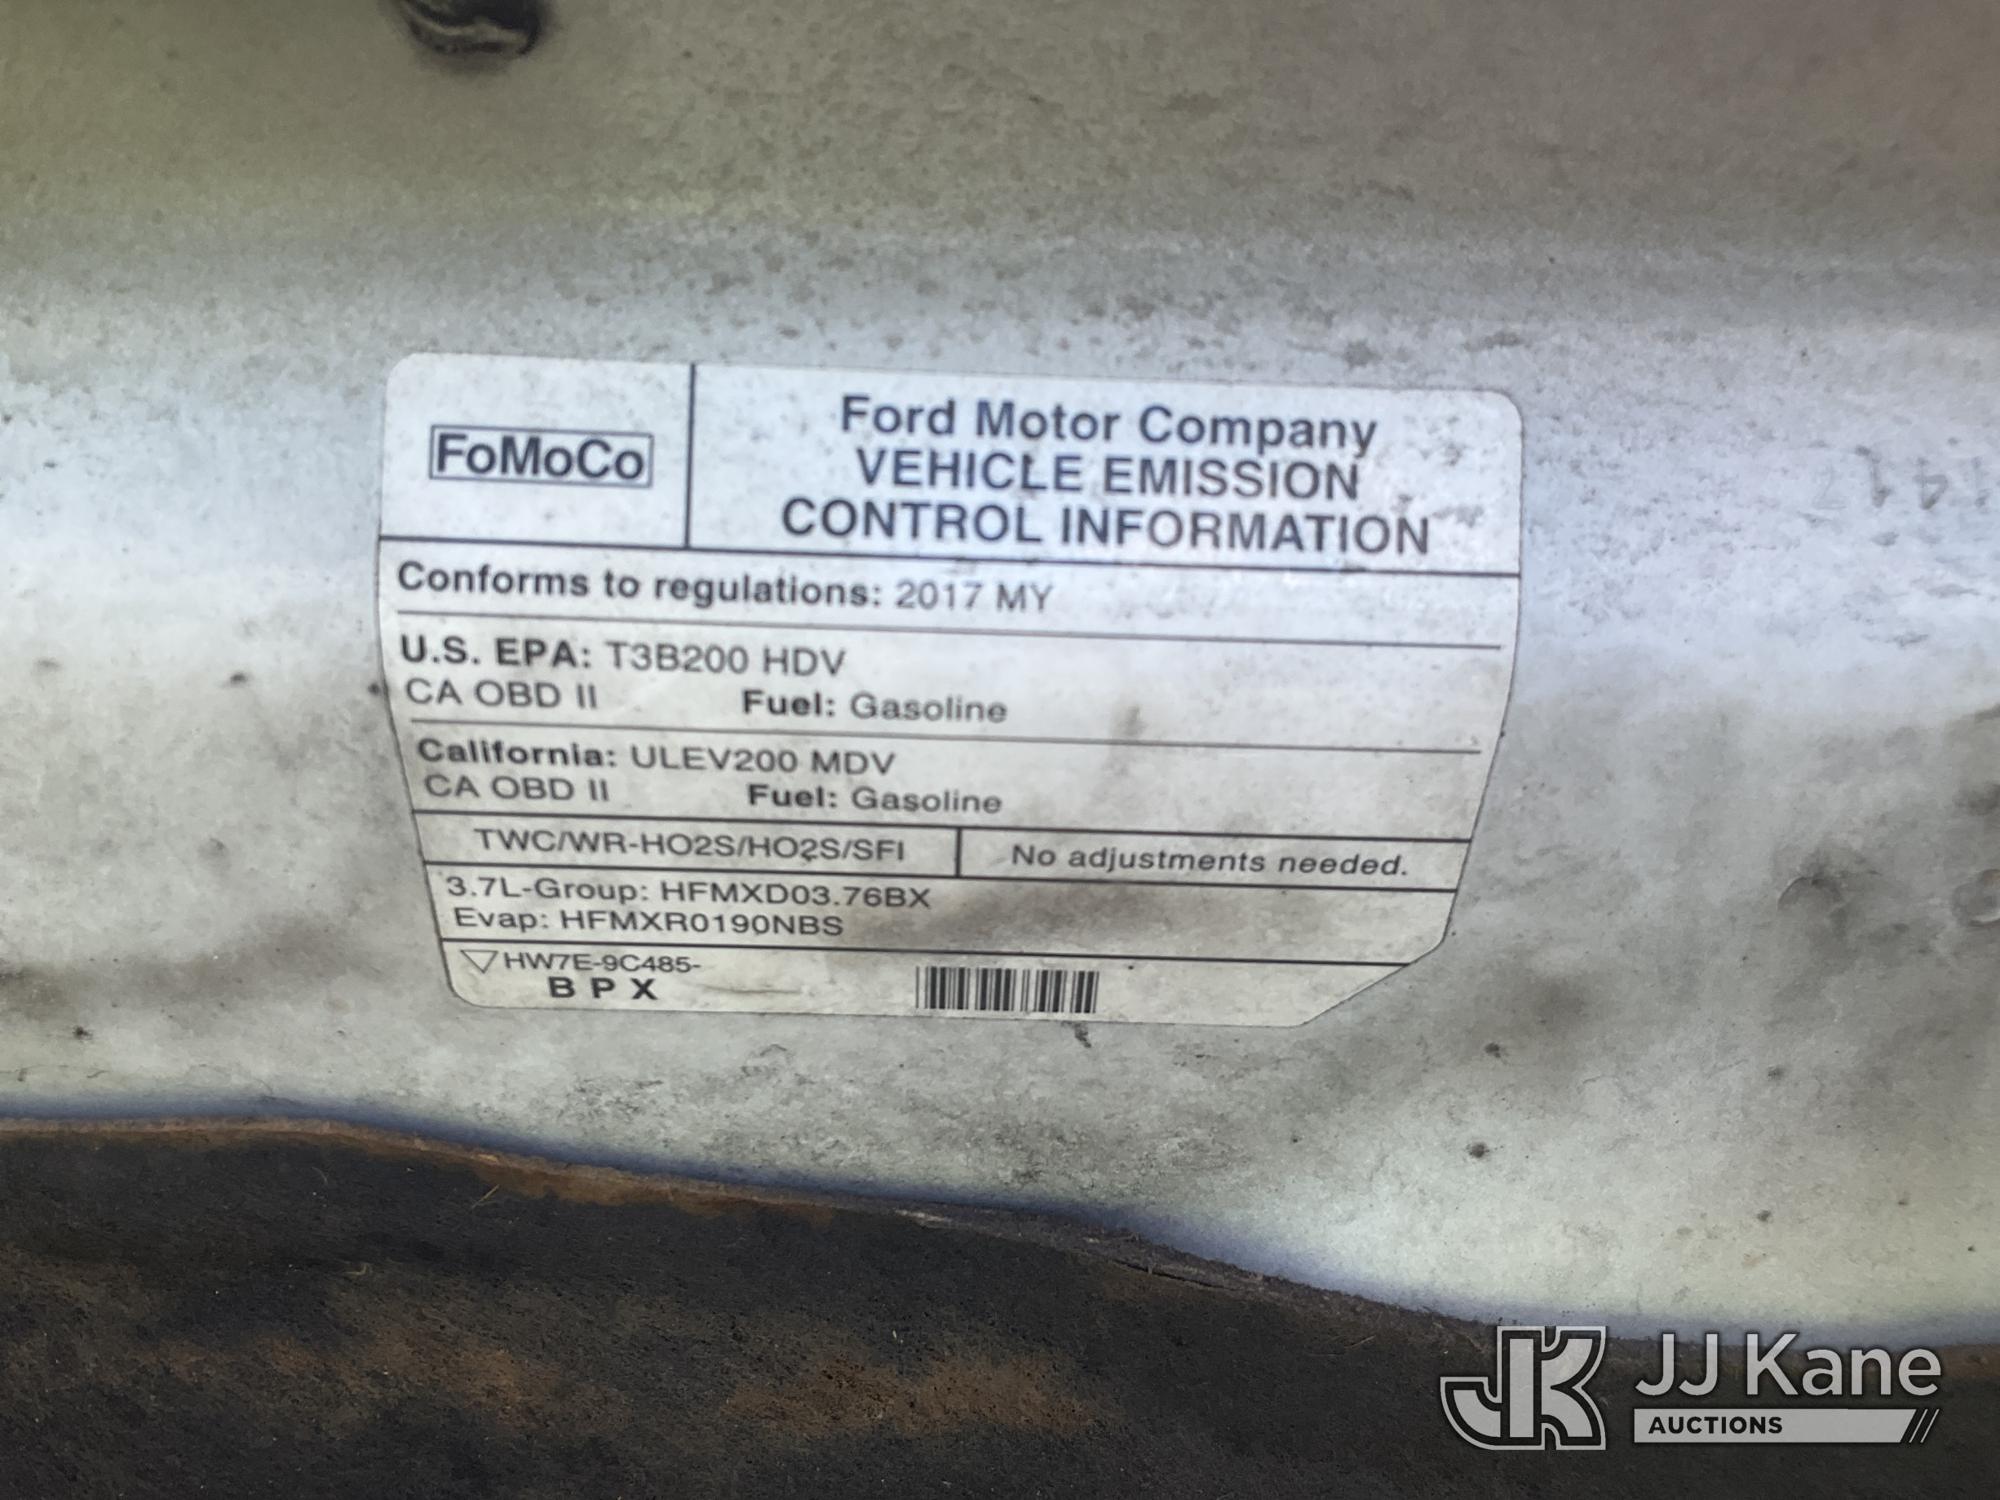 FoMoCo
Ford Motor Company
VEHICLE EMISSION
CONTROL INFORMATION
Conforms to regulations: 2017 MY
U.S. EPA: T3B200 HDV
CA OBD II Fuel: Gasoline
California: ULEV200 MDV
CA OBD II Fuel: Gasoline
TWC/WR-HO2S/HO2S/SFI No adjustments needed.
3.7L-Group: HFMXD03.76BX
Evap: HFMXR0190NBS
HW7E-9C485-
B P X
JK JJ Kane
AUCTIONS